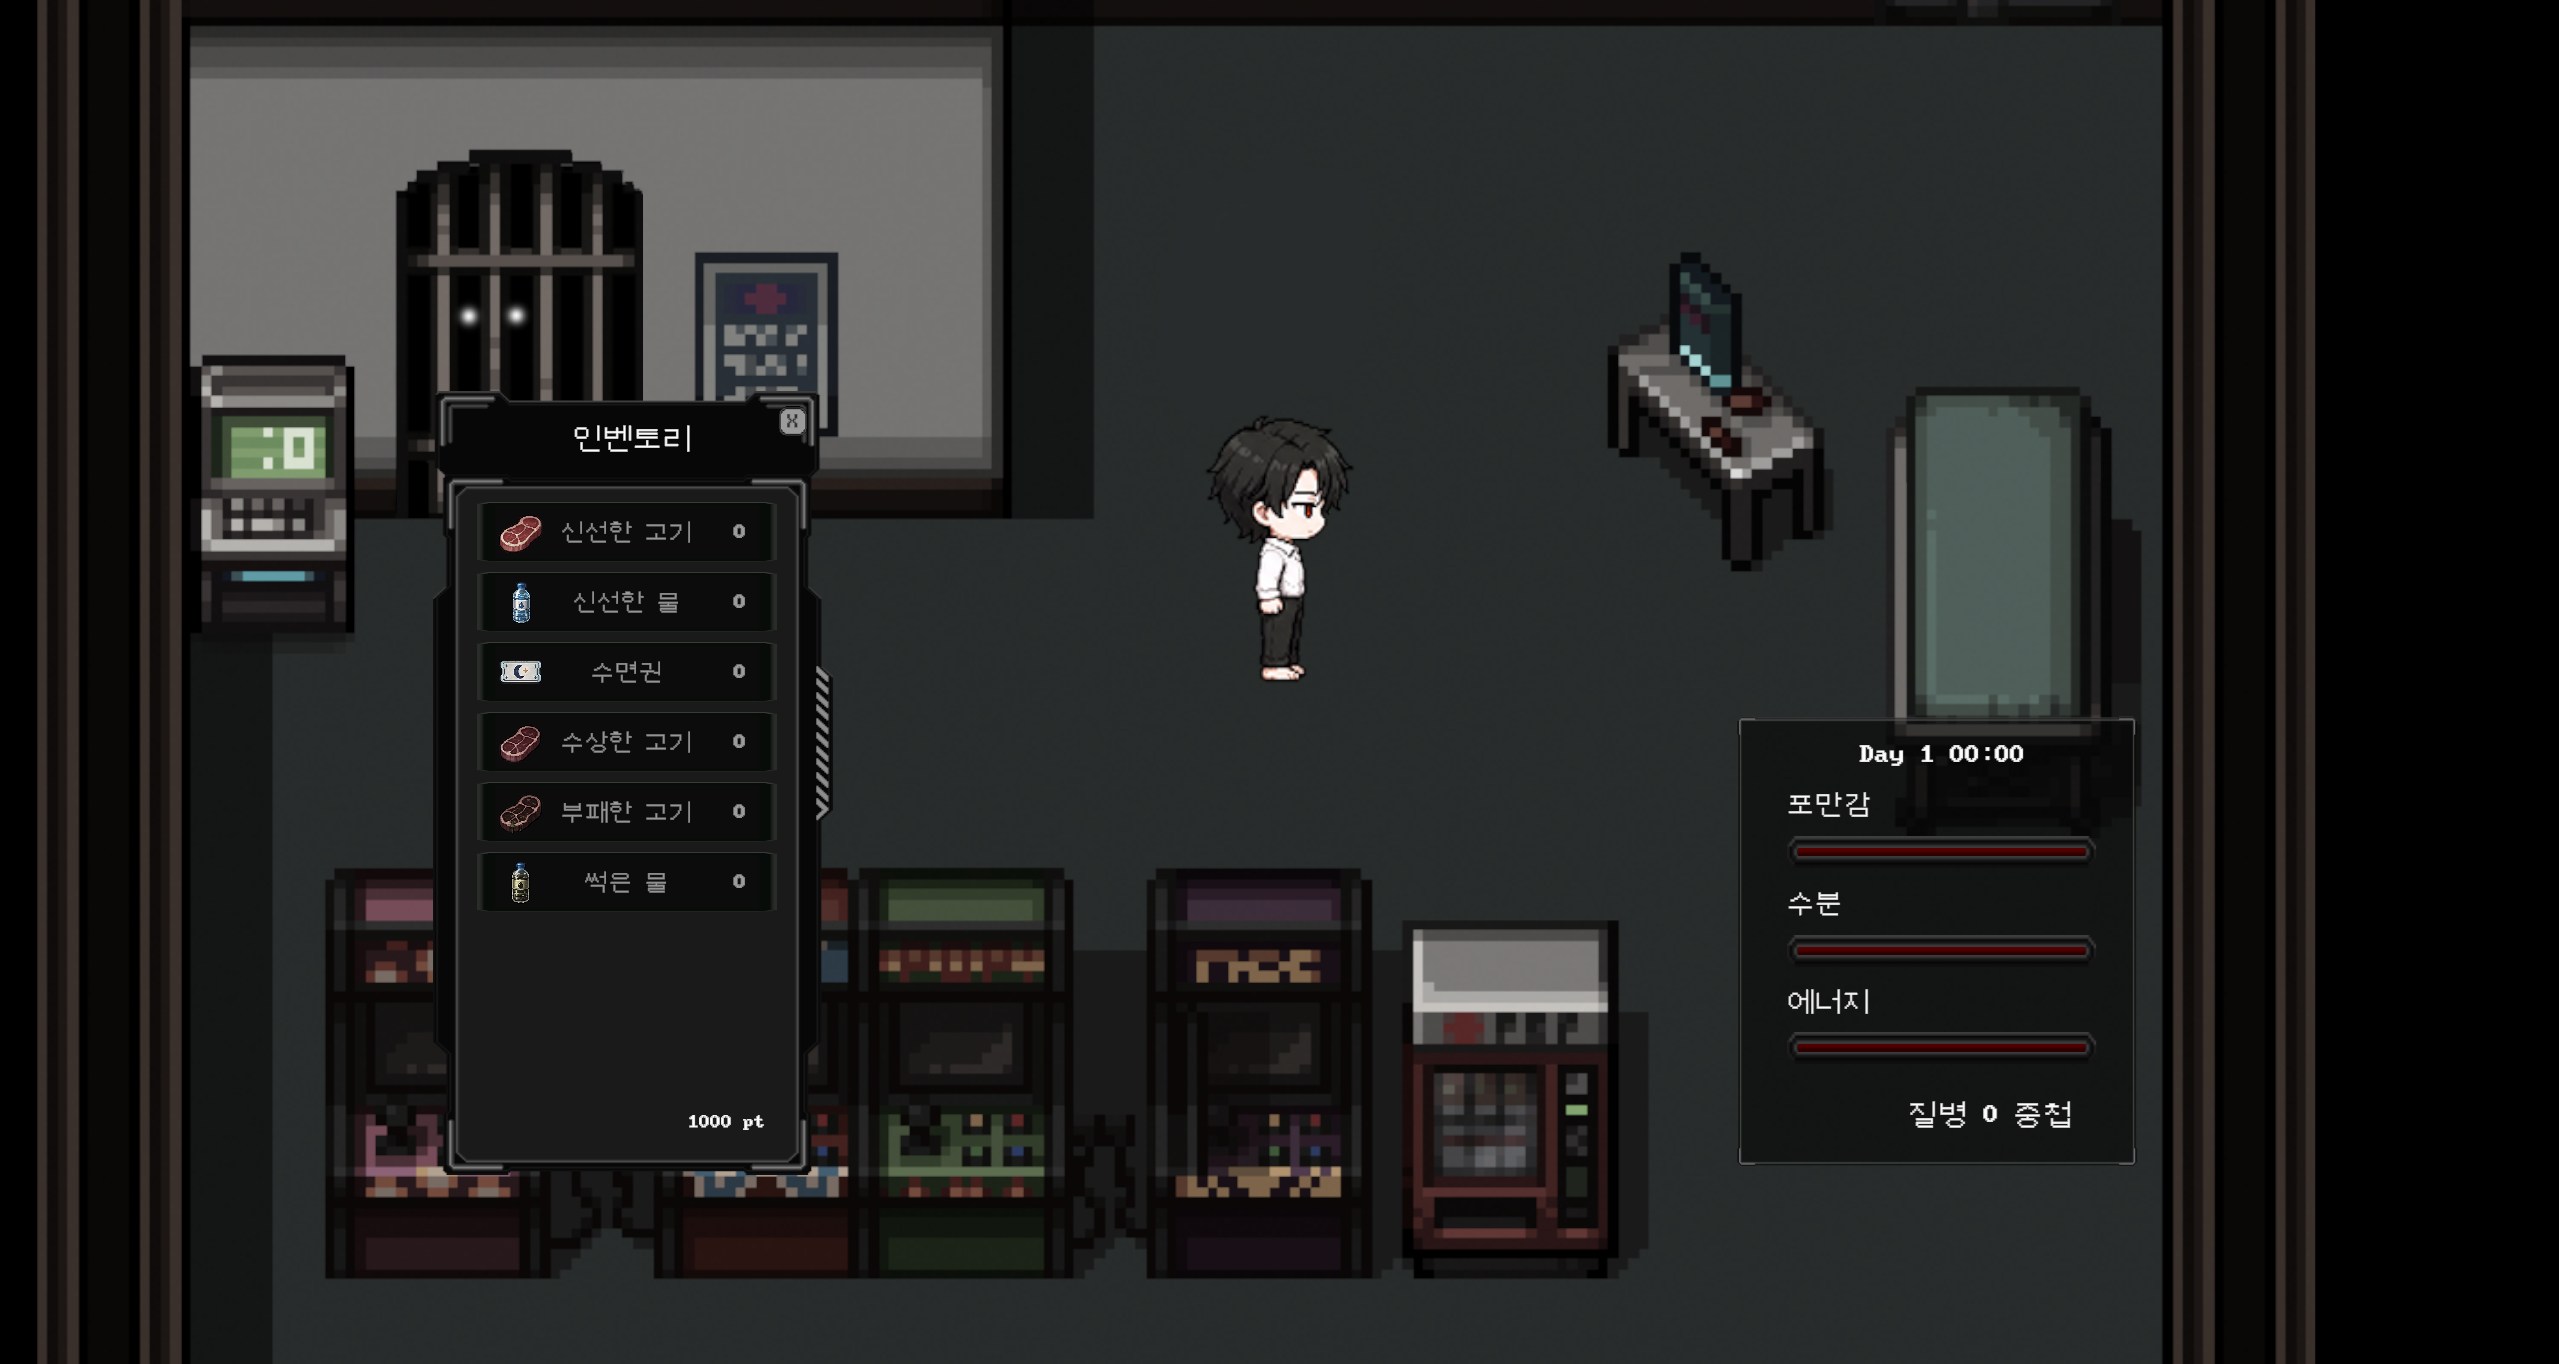 인벤토리
X
신선한 고기 0
신선한 물 0
수면권 0
수상한 고기 0
부패한 고기 0
썩은 물 0
1000 pt
Day 1 00:00
포만감
수분
에너지
질병 0 중첩